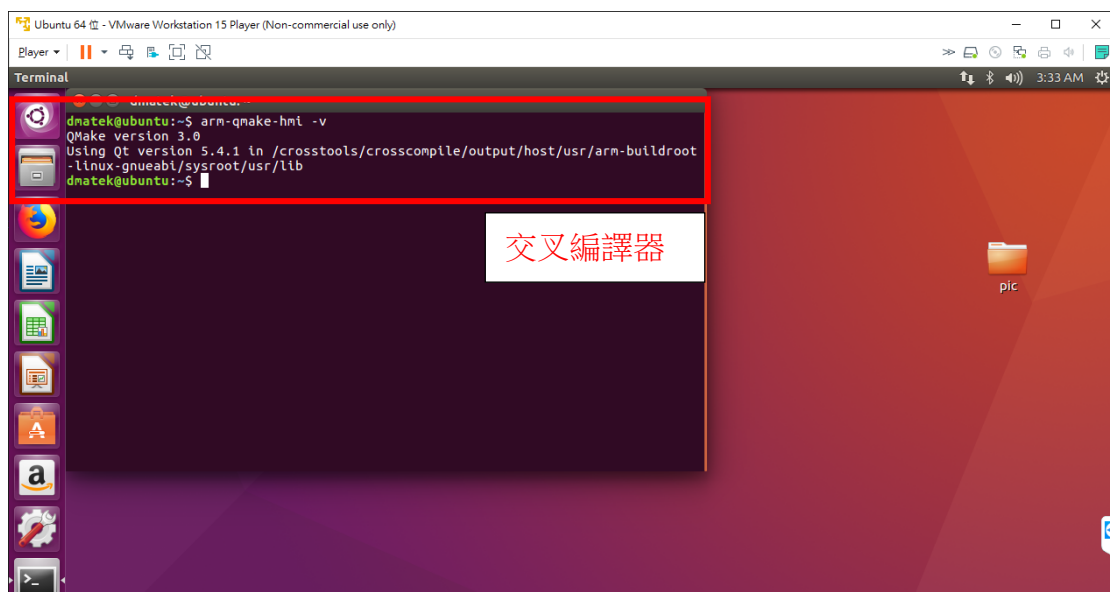 Ubuntu 64 位 - VMware Workstation 15 Player (Non-commercial use only)
Player
Terminal
3:33 AM
dmatek@ubuntu: ~
dmatek@ubuntu:~$ arm-qmake-hmi -v
QMake version 3.0
Using Qt version 5.4.1 in /crosstools/crosscompile/output/host/usr/arm-buildroot
-linux-gnueabi/sysroot/usr/lib
dmatek@ubuntu:~$
交叉編譯器
pic